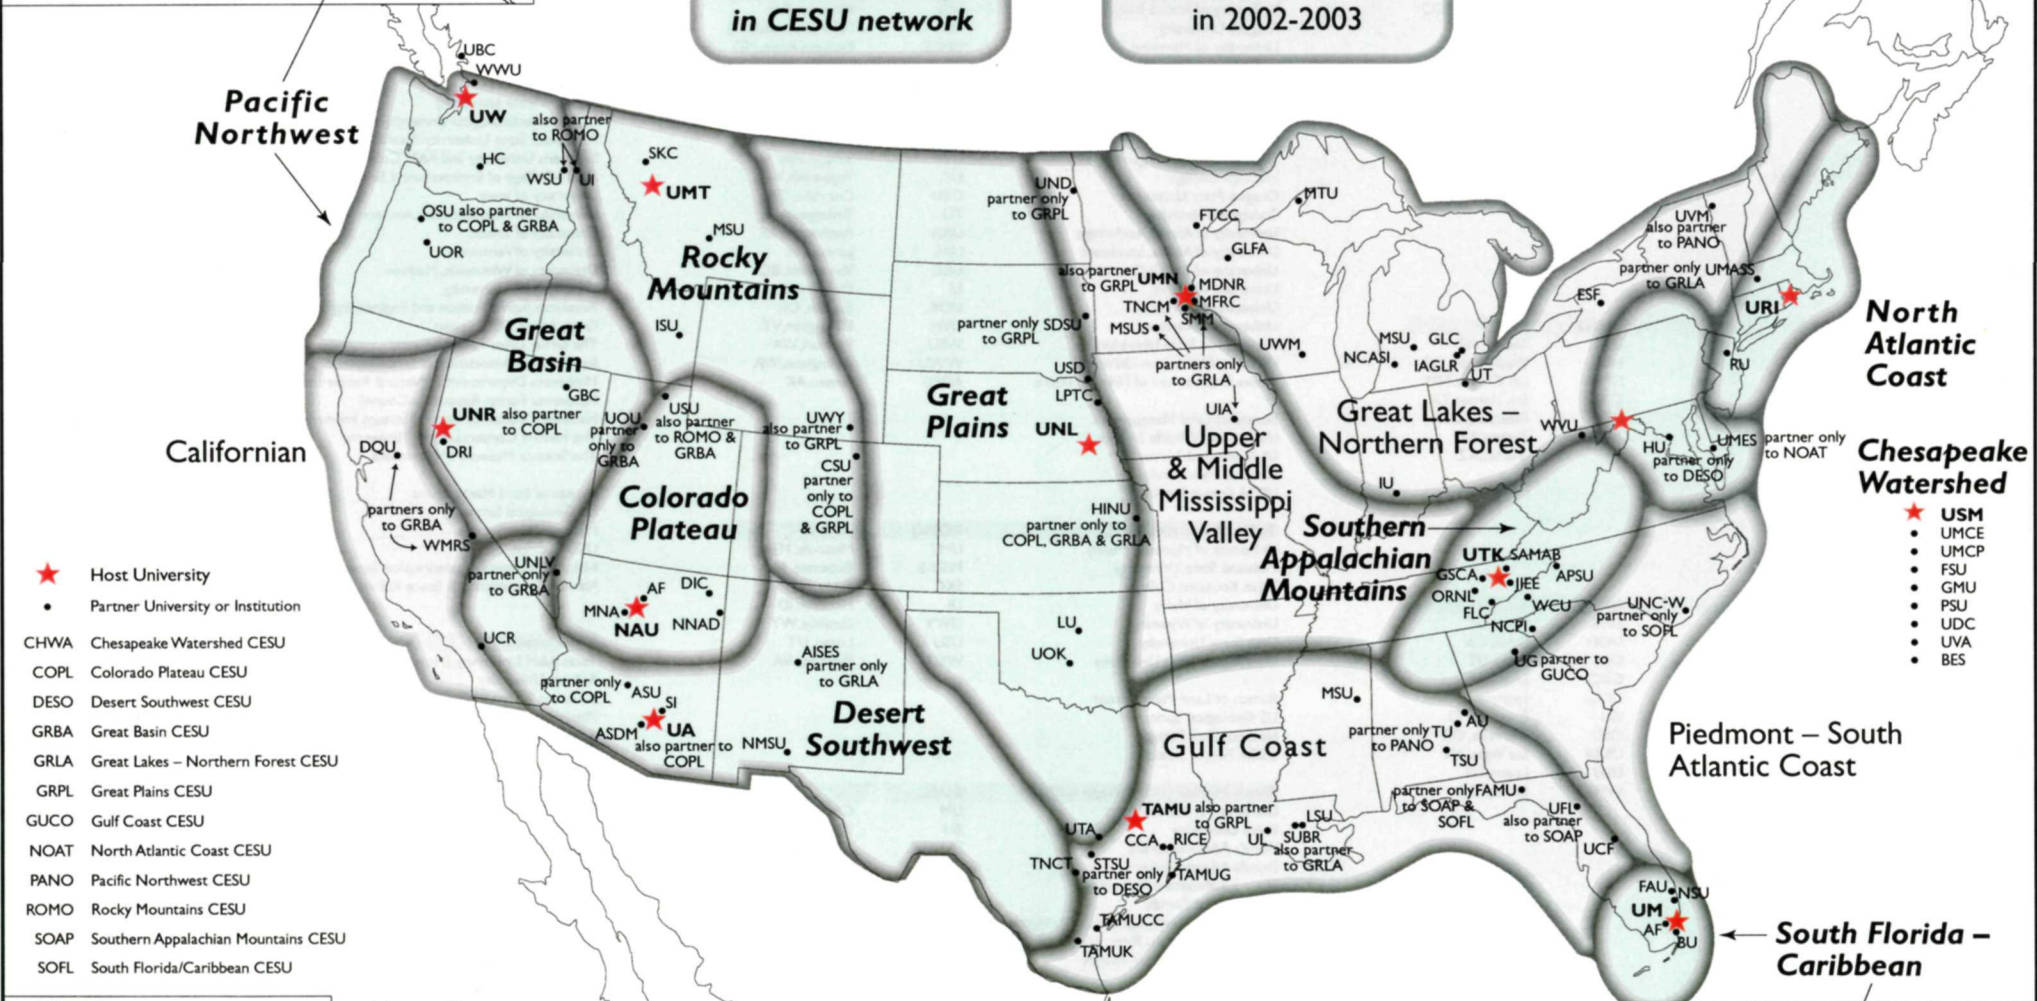 in CESU network
in 2002-2003
UBC
WWU
Pacific
Northwest
UW
also partner
to ROMO
HC
WSU
UI
OSU also partner
to COPL & GRBA
UOR
SKC
UMT
MSU
Rocky
Mountains
ISU
Great
Basin
GBC
UNR also partner
to COPL
DRI
UOU
partner
only to
GRBA
USU
also partner
to ROMO &
GRBA
Colorado
Plateau
UWY
also partner
to GRPL
CSU
partner
only to
COPL
& GRPL
Californian
DQU
partners only
to GRBA
WMRS
UNLV
partner only
to GRBA
UCR
MNA
AF
NAU
DIC
NNAD
AISES
partner only
to GRLA
partner only
to COPL
ASU
SI
ASDM
UA
also partner to
COPL
NMSU
Desert
Southwest
UND
partner only
to GRPL
partner only SDSU
to GRPL
USD
LPTC
Great
Plains
UNL
HINU
partner only to
COPL, GRBA & GRLA
LU
UOK
MTU
FTCC
GLFA
also partner
to GRPL
UMN
MDNR
TNCM
MFRC
SMM
MSUS
partners only
to GRLA
UIA
Upper
& Middle
Mississippi
Valley
UWM
MSU
GLC
NCASI
IAGLR
UT
Great Lakes –
Northern Forest
IU
WVU
UVM
also partner
to PANO
partner only UMASS
to GRLA
ESF
URI
RU
North
Atlantic
Coast
HU
partner only
to DESO
UMES partner only
to NOAT
Chesapeake
Watershed
USM
UMCE
UMCP
FSU
GMU
PSU
UDC
UVA
BES
Southern
Appalachian
Mountains
UTK SAMAB
GSCA
IJEE
APSU
ORNL
FLC
WCU
NCPI
UNC-W
partner only
to SOFL
UG partner to
GUCO
Piedmont – South
Atlantic Coast
Gulf Coast
MSU
AU
partner only TU
to PANO
TSU
partner only FAMU
to SOAP &
SOFL
UFL
also partner
to SOAP
UCF
TAMU also partner
to GRPL
UTA
CCA
RICE
UL
LSU
SUBR
also partner
to GRLA
TNCT
STSU
partner only
to DESO
TAMUG
TAMUCC
TAMUK
FAU
NSU
UM
AF
BU
South Florida –
Caribbean
Host University
Partner University or Institution
CHWA Chesapeake Watershed CESU
COPL Colorado Plateau CESU
DESO Desert Southwest CESU
GRBA Great Basin CESU
GRLA Great Lakes – Northern Forest CESU
GRPL Great Plains CESU
GUCO Gulf Coast CESU
NOAT North Atlantic Coast CESU
PANO Pacific Northwest CESU
ROMO Rocky Mountains CESU
SOAP Southern Appalachian Mountains CESU
SOFL South Florida/Caribbean CESU